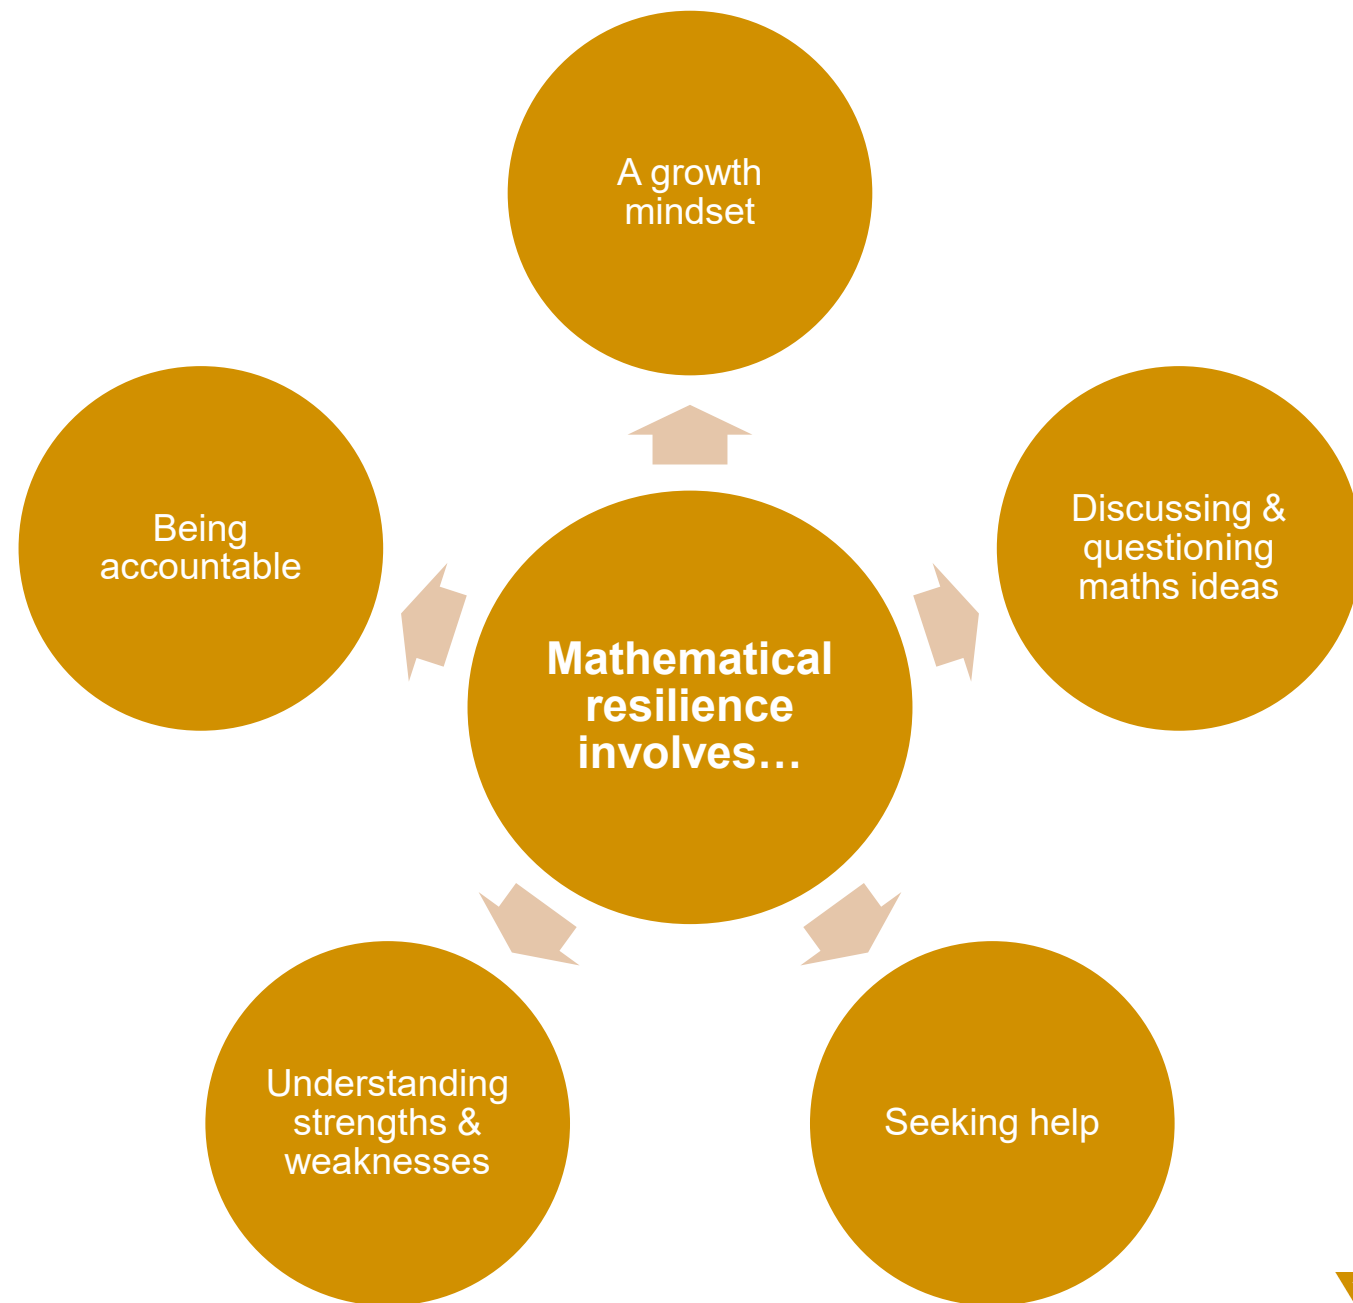 A growth
mindset
Being
accountable
Discussing &
questioning
maths ideas
Mathematical
resilience
involves…
Understanding
strengths &
weaknesses
Seeking help